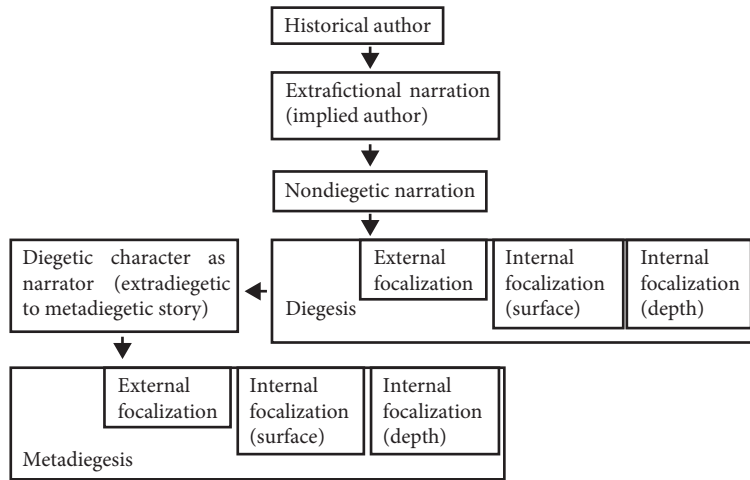 Historical author
Extrafictional narration
(implied author)
Nondiegetic narration
Diegetic character as
narrator (extradiegetic
to metadiegetic story)
External
focalization
Internal
focalization
(surface)
Internal
focalization
(depth)
Diegesis
External
focalization
Internal
focalization
(surface)
Internal
focalization
(depth)
Metadiegesis